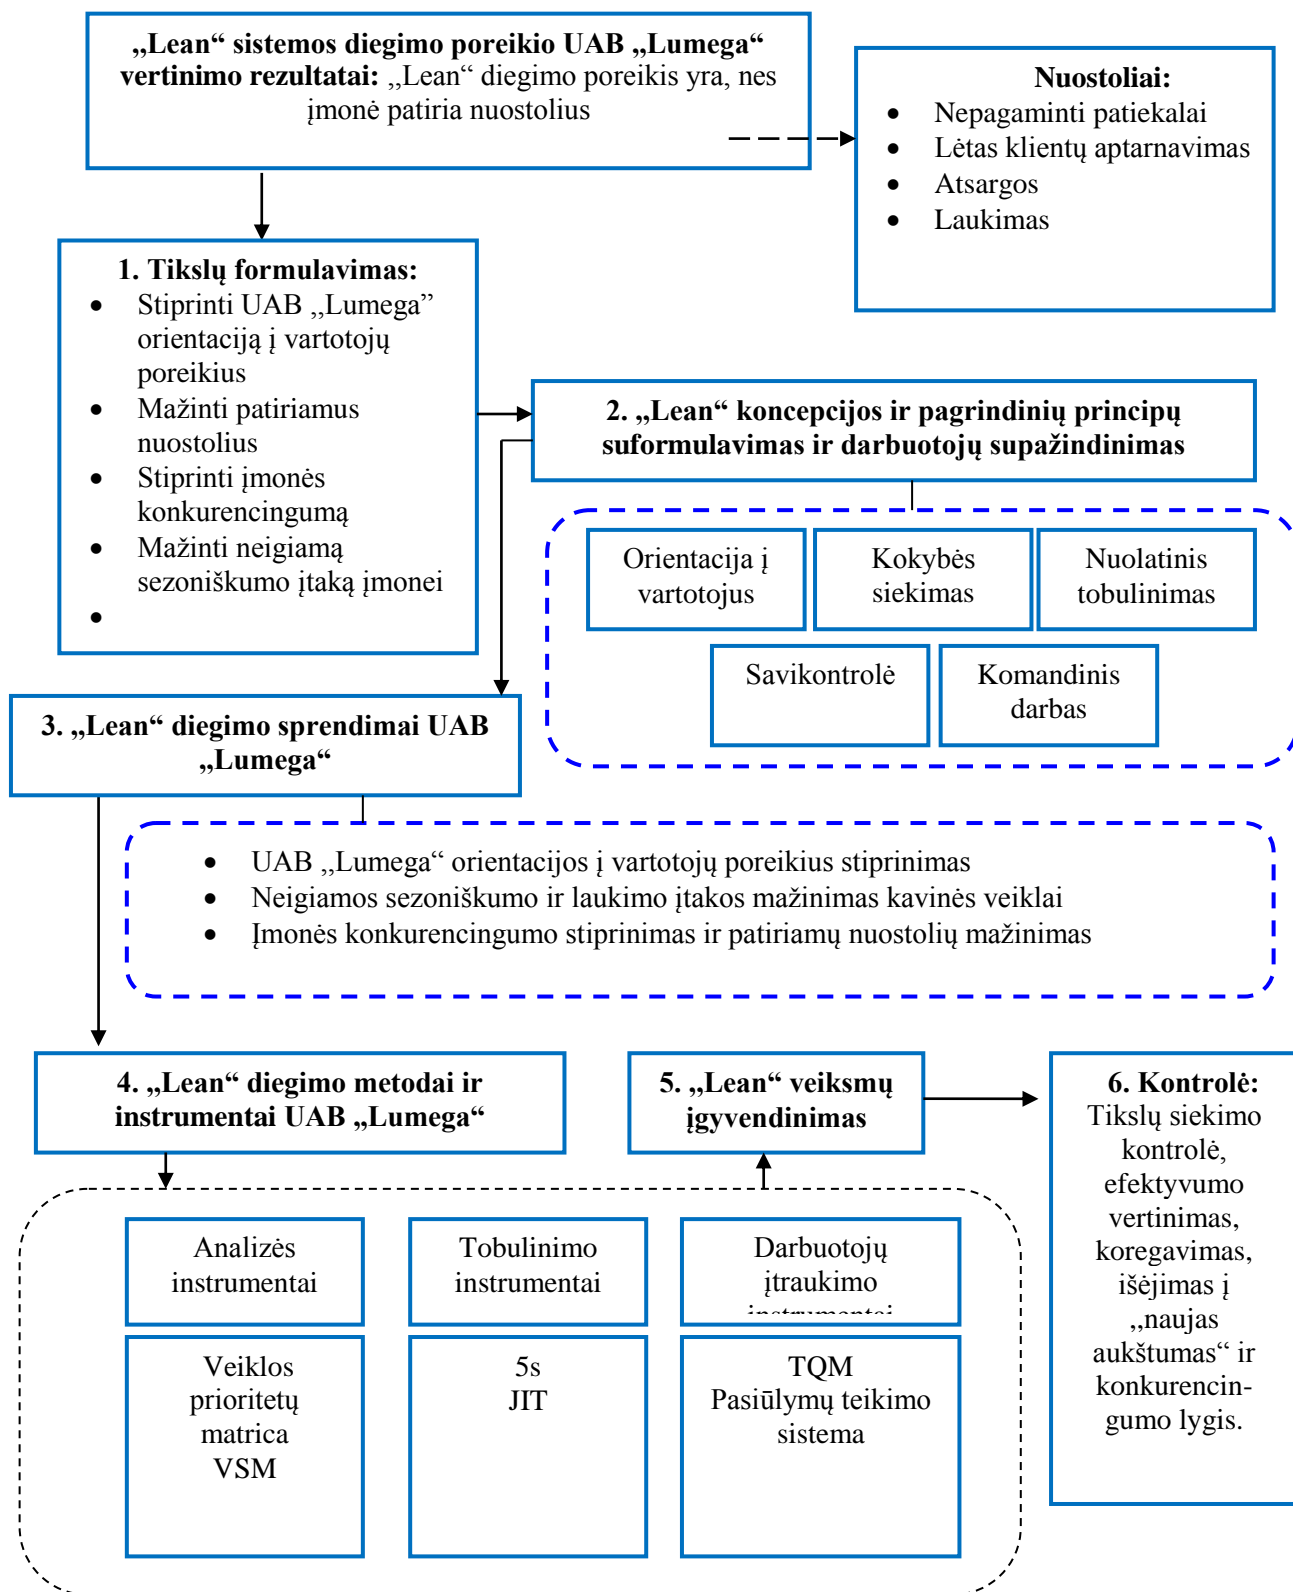 ,,Lean“ sistemos diegimo poreikio UAB ,,Lumega“
vertinimo rezultatai: ,,Lean“ diegimo poreikis yra, nes
įmonė patiria nuostolius
Nuostoliai:
• Nepagaminti patiekalai
• Lėtas klientų aptarnavimas
• Atsargos
• Laukimas
1. Tikslų formulavimas:
• Stiprinti UAB ,,Lumega”
orientaciją į vartotojų
poreikius
• Mažinti patiriamus
nuostolius
• Stiprinti įmonės
konkurencingumą
• Mažinti neigiamą
sezoniškumo įtaką įmonei
•
2. ,,Lean“ koncepcijos ir pagrindinių principų
suformulavimas ir darbuotojų supažindinimas
Orientacija į
vartotojus
Kokybės
siekimas
Nuolatinis
tobulinimas
Savikontrolė
Komandinis
darbas
3. ,,Lean“ diegimo sprendimai UAB
,,Lumega“
• UAB ,,Lumega“ orientacijos į vartotojų poreikius stiprinimas
• Neigiamos sezoniškumo ir laukimo įtakos mažinimas kavinės veiklai
• Įmonės konkurencingumo stiprinimas ir patiriamų nuostolių mažinimas
4. ,,Lean“ diegimo metodai ir
instrumentai UAB ,,Lumega“
5. ,,Lean“ veiksmų
įgyvendinimas
6. Kontrolė:
Tikslų siekimo
kontrolė,
efektyvumo
vertinimas,
koregavimas,
išėjimas į
,,naujas
aukštumas“ ir
konkurencin-
gumo lygis.
Analizės
instrumentai
Tobulinimo
instrumentai
Darbuotojų
įtraukimo
instrumentai
Veiklos
prioritetų
matrica
VSM
5s
JIT
TQM
Pasiūlymų teikimo
sistema